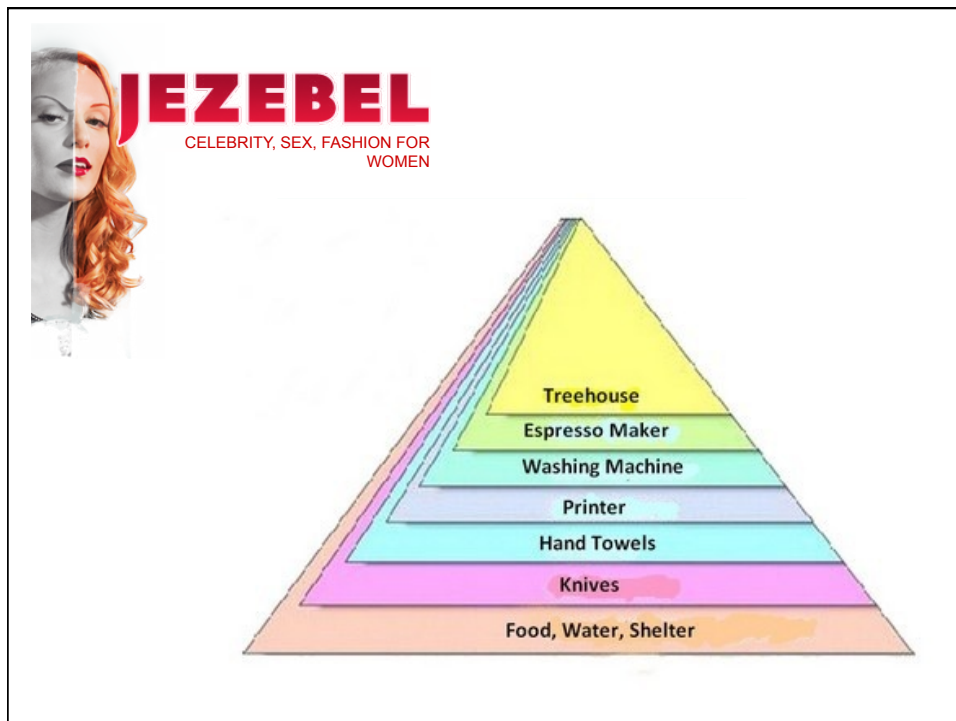 JEZEBEL
CELEBRITY, SEX, FASHION FOR
WOMEN
Treehouse
Espresso Maker
Washing Machine
Printer
Hand Towels
Knives
Food, Water, Shelter